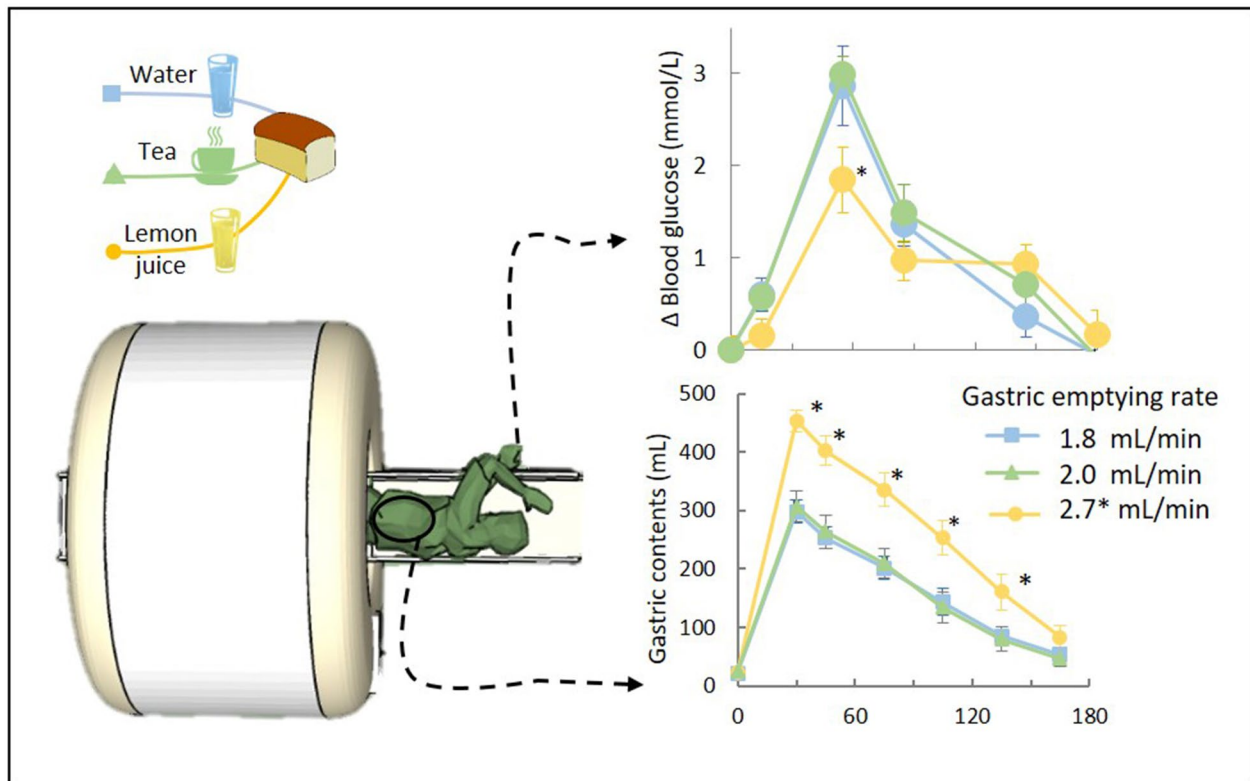 Water
Tea
Lemon
juice
Δ Blood glucose (mmol/L)
3
2
1
0
*
Gastric contents (mL)
500
400
300
200
100
0
*
*
*
*
*
0
60
120
180
Gastric emptying rate
1.8 mL/min
2.0 mL/min
2.7* mL/min